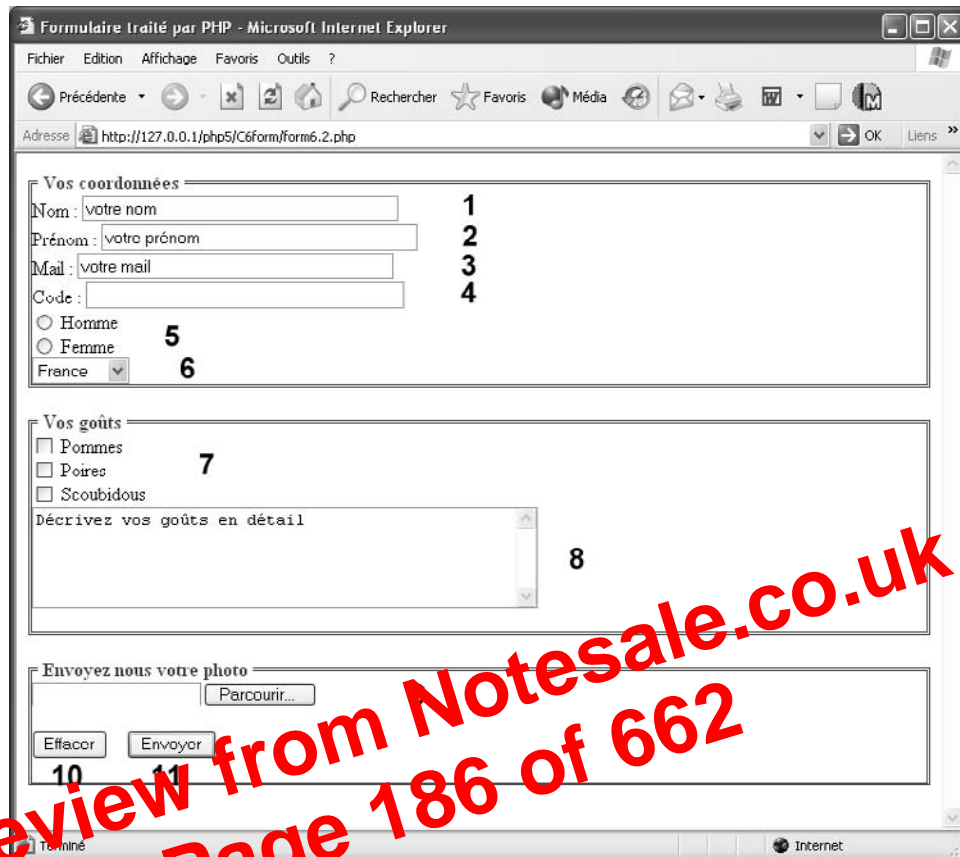 Formulaire traité par PHP - Microsoft Internet Explorer
Fichier Edition Affichage Favoris Outils ?
Précédente Rechercher Favoris Média
Adresse http://127.0.0.1/php5/C6form/form6.2.php OK Liens »
Vos coordonnées
Nom : votre nom 1
Prénom : votre prénom 2
Mail : votre mail 3
Code : 4
Homme
Femme 5
France 6
Vos goûts
Pommes
Poires 7
Scoubidous
Décrivez vos goûts en détail
8
Envoyez nous votre photo
Parcourir...
Effacer Envoyer
10 11
Terminé Internet
eview from Notesale.co.uk
Page 186 of 662